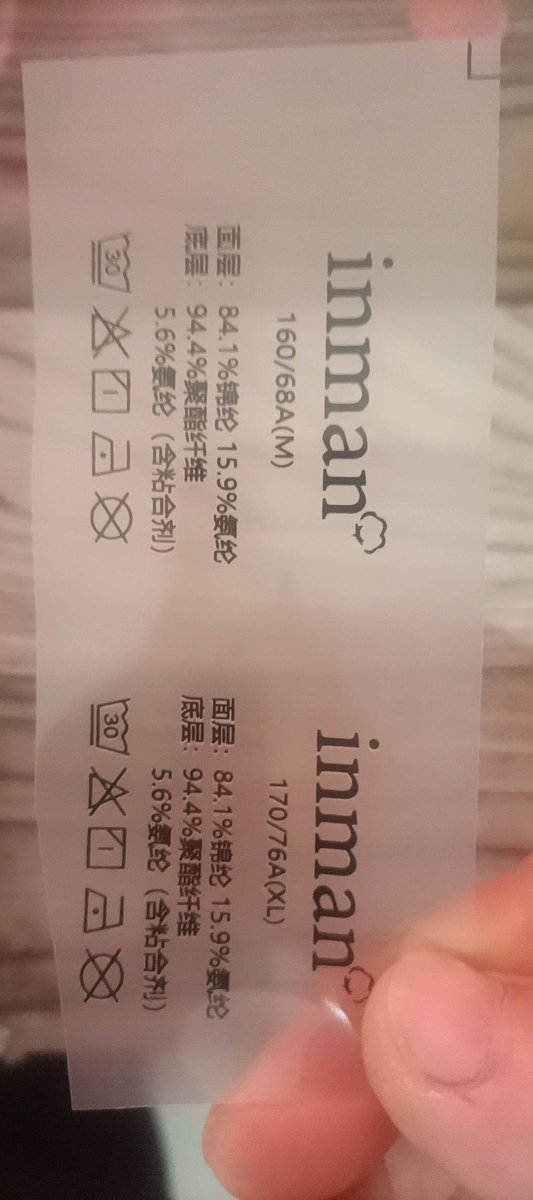 inman
160/68A(M)
面层：84.1%锦纶 15.9%氨纶
底层：94.4%聚酯纤维
5.6%氨纶（含粘合剂）
30
inman
170/76A(XL)
面层：84.1%锦纶 15.9%氨纶
底层：94.4%聚酯纤维
5.6%氨纶（含粘合剂）
30